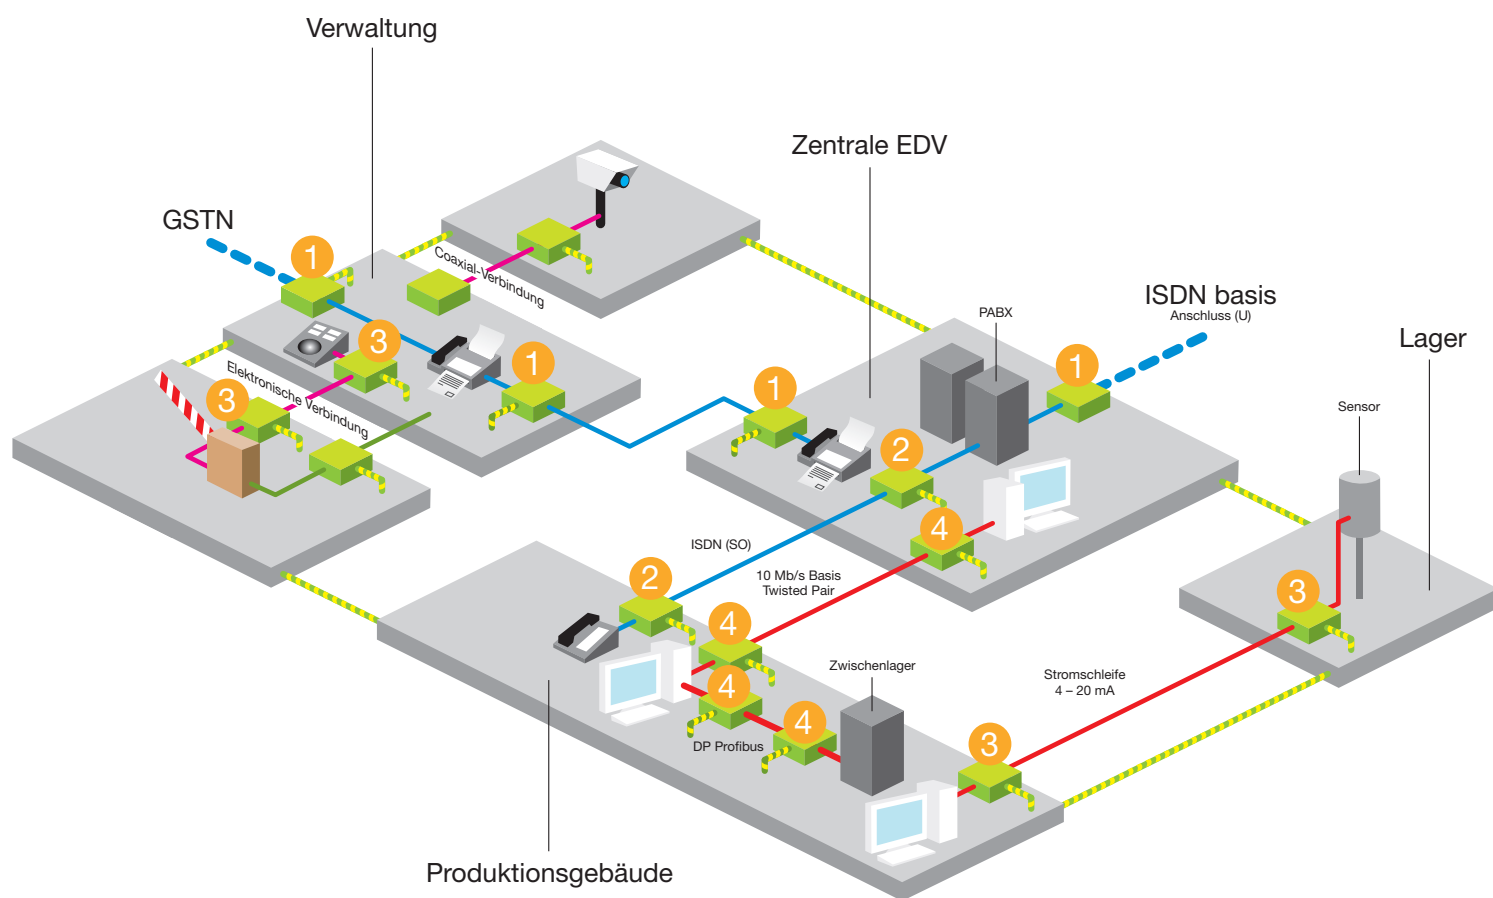 Verwaltung
Zentrale EDV
GSTN
1
Coaxial-Verbindung
ISDN basis
Anschluss (U)
PABX
Lager
3
1
1
1
Elektronische Verbindung
3
Sensor
2
4
ISDN (SO)
10 Mb/s Basis
Twisted Pair
2
3
4
Zwischenlager
4
Stromschleife
4 – 20 mA
4
DP Profibus
3
Produktionsgebäude